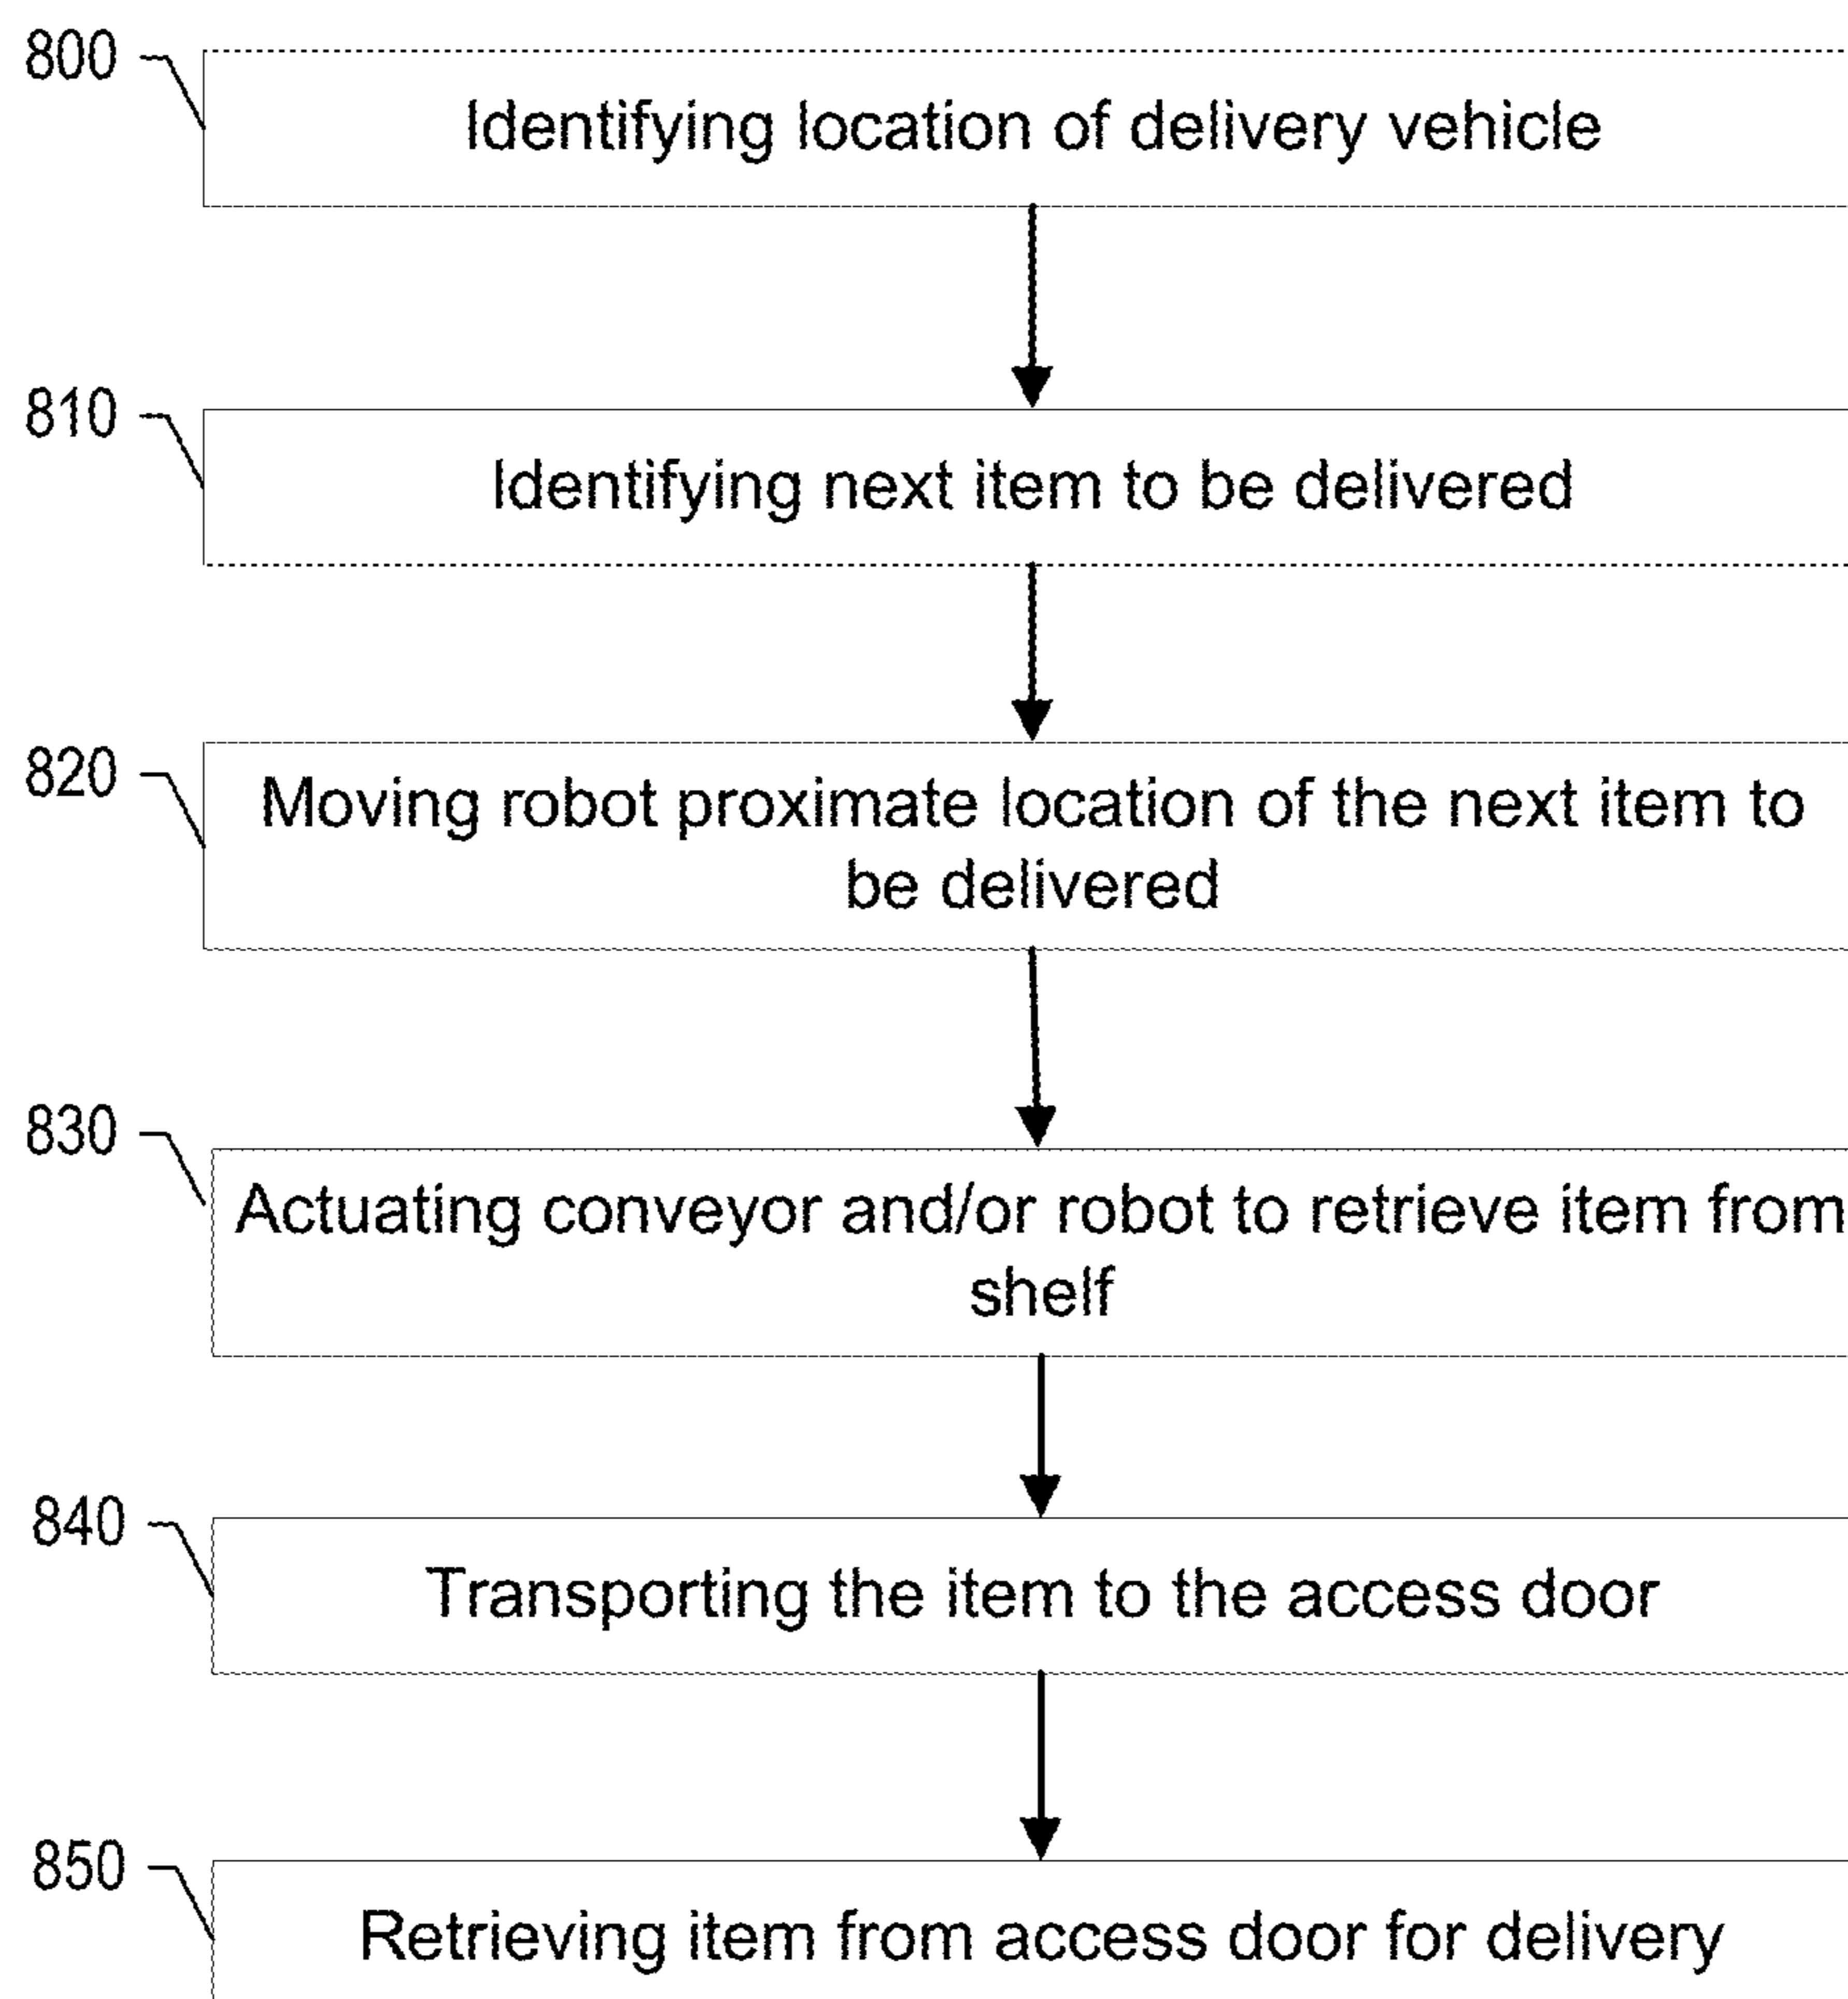 800
Identifying location of delivery vehicle
810
Identifying next item to be delivered
820
Moving robot proximate location of the next item to
be delivered
830
Actuating conveyor and/or robot to retrieve item from
shelf
840
Transporting the item to the access door
850
Retrieving item from access door for delivery